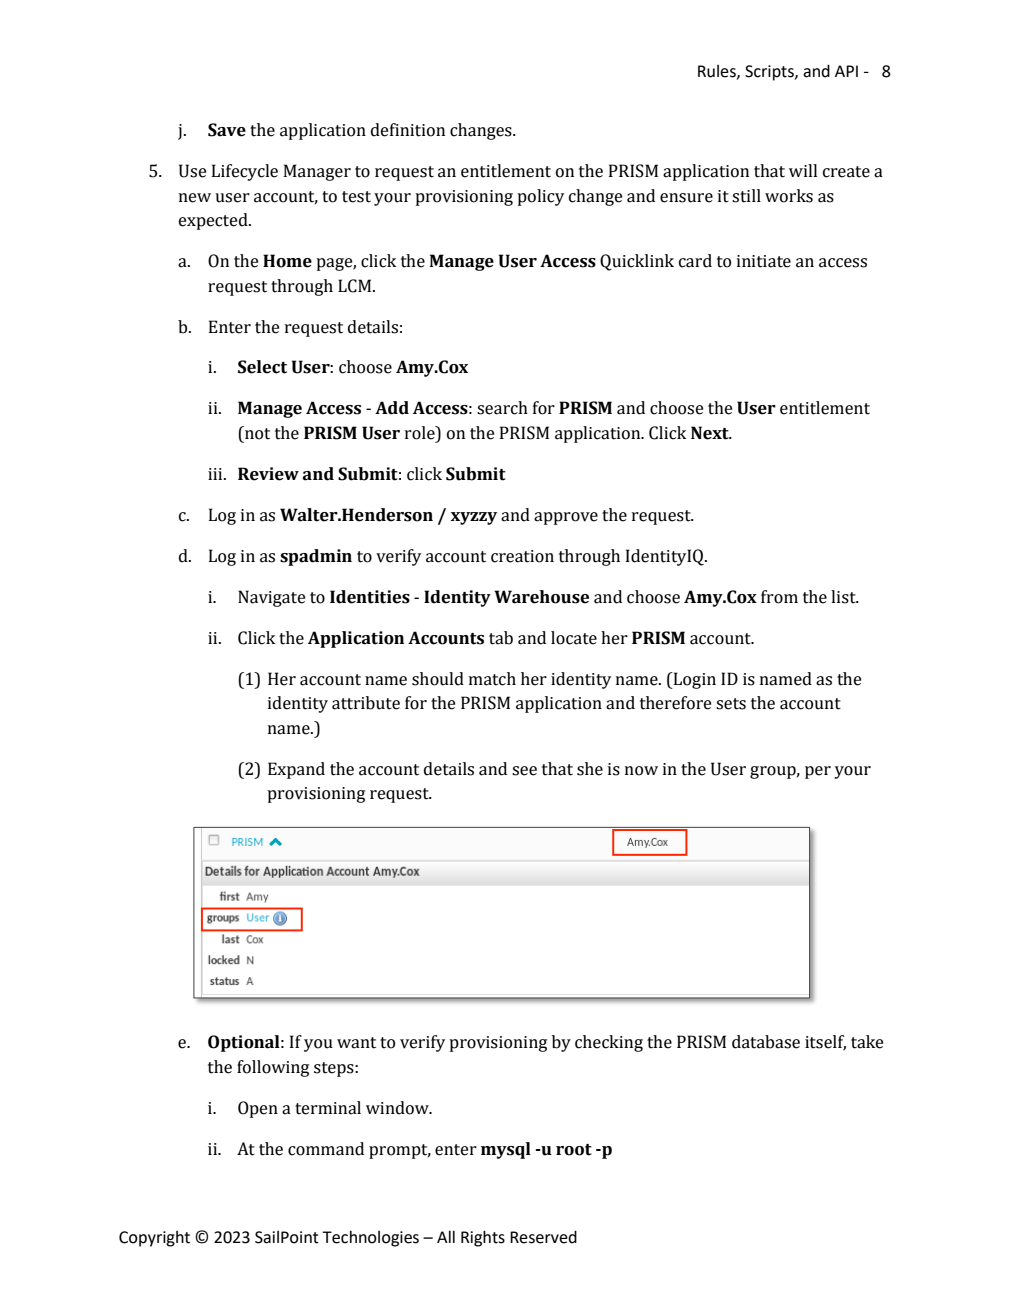 Rules, Scripts, and API -   8
j. Save the application definition changes.
5. Use Lifecycle Manager to request an entitlement on the PRISM application that will create a
new user account, to test your provisioning policy change and ensure it still works as
expected.
a. On the Home page, click the Manage User Access Quicklink card to initiate an access
request through LCM.
b. Enter the request details:
i. Select User: choose Amy.Cox
ii. Manage Access - Add Access: search for PRISM and choose the User entitlement
(not the PRISM User role) on the PRISM application. Click Next.
iii. Review and Submit: click Submit
c. Log in as Walter.Henderson / xyzzy and approve the request.
d. Log in as spadmin to verify account creation through IdentityIQ.
i. Navigate to Identities - Identity Warehouse and choose Amy.Cox from the list.
ii. Click the Application Accounts tab and locate her PRISM account.
(1) Her account name should match her identity name. (Login ID is named as the
identity attribute for the PRISM application and therefore sets the account
name.)
(2) Expand the account details and see that she is now in the User group, per your
provisioning request.
PRISM Amy.Cox
Details for Application Account Amy.Cox
first Amy
groups User
last Cox
locked N
status A
e. Optional: If you want to verify provisioning by checking the PRISM database itself, take
the following steps:
i. Open a terminal window.
ii. At the command prompt, enter mysql -u root -p
Copyright © 2023 SailPoint Technologies – All Rights Reserved